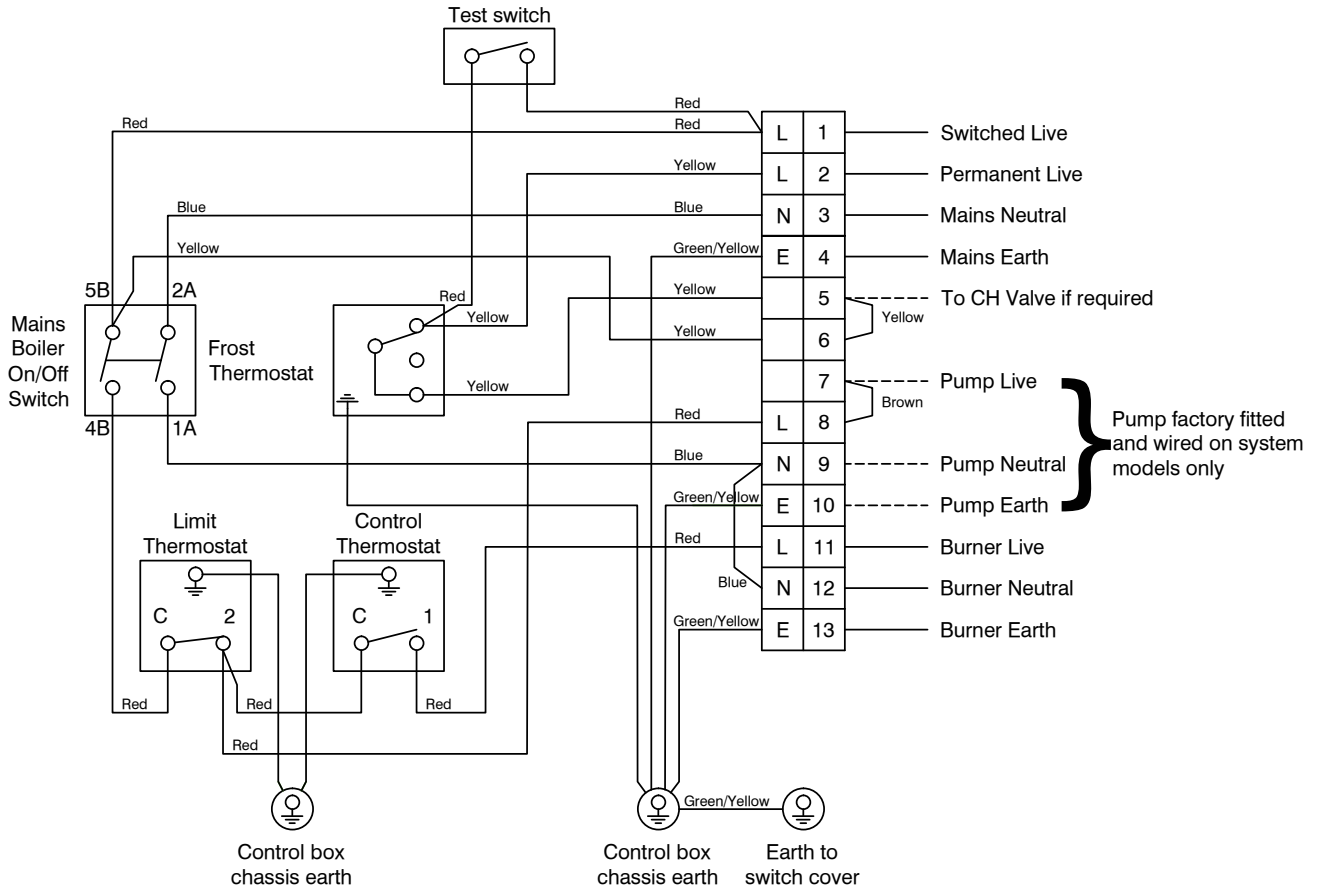 Test switch
Red
Red
Red
L 1 Switched Live
Yellow
L 2 Permanent Live
Blue
Blue
N 3 Mains Neutral
Yellow
Green/Yellow
E 4 Mains Earth
5B
2A
Red
Yellow
5 To CH Valve if required
Yellow
Yellow
Mains
Boiler
On/Off
Switch
Frost
Thermostat
Yellow
6
Yellow
7 Pump Live
Brown
4B
1A
Red
L 8
Pump factory fitted
and wired on system
models only
Blue
N 9 Pump Neutral
Green/Yellow
E 10 Pump Earth
Limit
Thermostat
Control
Thermostat
Red
L 11 Burner Live
Blue
N 12 Burner Neutral
C 2
C 1
Green/Yellow
E 13 Burner Earth
Red
Red
Red
Red
Green/Yellow
Control box
chassis earth
Control box
chassis earth
Earth to
switch cover